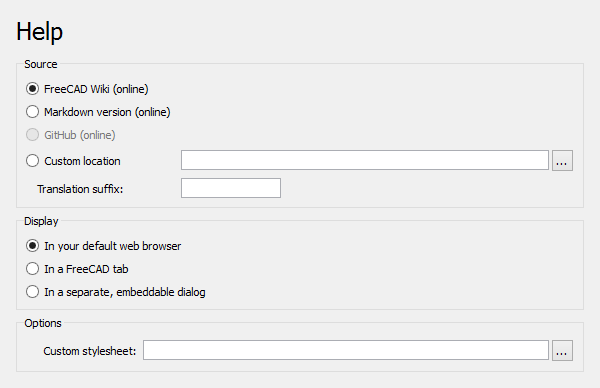 Help
Source
FreeCAD Wiki (online)
Markdown version (online)
GitHub (online)
Custom location
...
Translation suffix:
Display
In your default web browser
In a FreeCAD tab
In a separate, embeddable dialog
Options
Custom stylesheet:
...